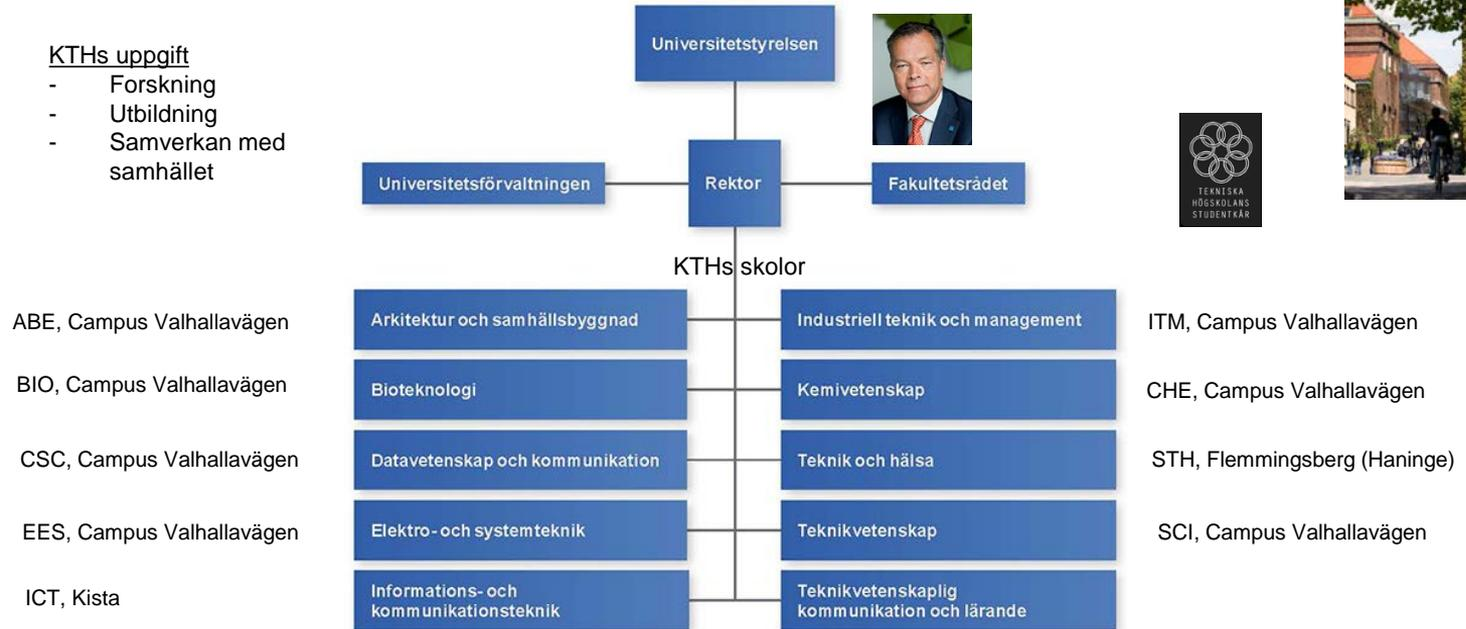 Universitetstyrelsen
KTHs uppgift
- Forskning
- Utbildning
- Samverkan med
samhället
Universitetsförvaltningen
Rektor
Fakultetsrådet
TEKNISKA
HÖGSKOLANS
STUDENTKÅR
KTHs skolor
ABE, Campus Valhallavägen
Arkitektur och samhällsbyggnad
Industriell teknik och management
ITM, Campus Valhallavägen
BIO, Campus Valhallavägen
Bioteknologi
Kemivetenskap
CHE, Campus Valhallavägen
CSC, Campus Valhallavägen
Datavetenskap och kommunikation
Teknik och hälsa
STH, Flemmingsberg (Haninge)
EES, Campus Valhallavägen
Elektro- och systemteknik
Teknikvetenskap
SCI, Campus Valhallavägen
ICT, Kista
Informations- och
kommunikationsteknik
Teknikvetenskaplig
kommunikation och lärande